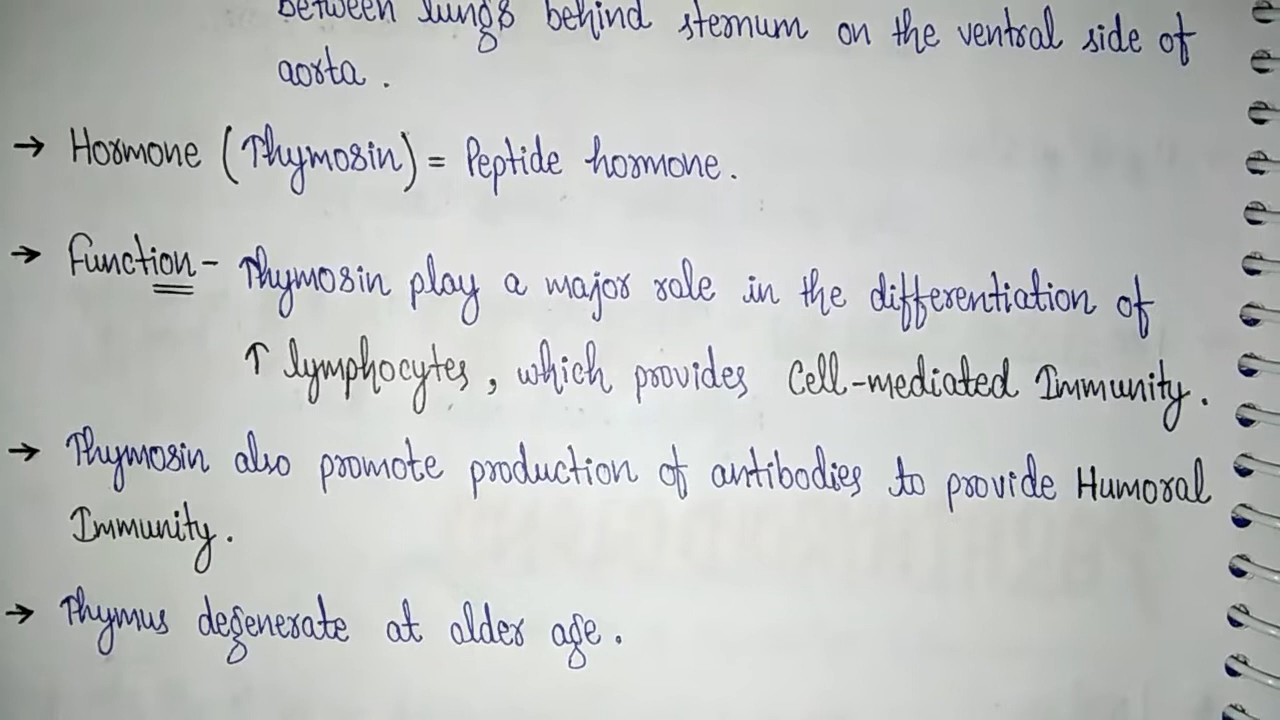 between lungs behind sternum on the ventral side of
aorta.
→ Hormone (Thymosin) = Peptide hormone.
→ Function - Thymosin play a major role in the differentiation of
T lymphocytes, which provides Cell-mediated Immunity.
→ Thymosin also promote production of antibodies to provide Humoral
Immunity.
→ Thymus degenerate at older age.